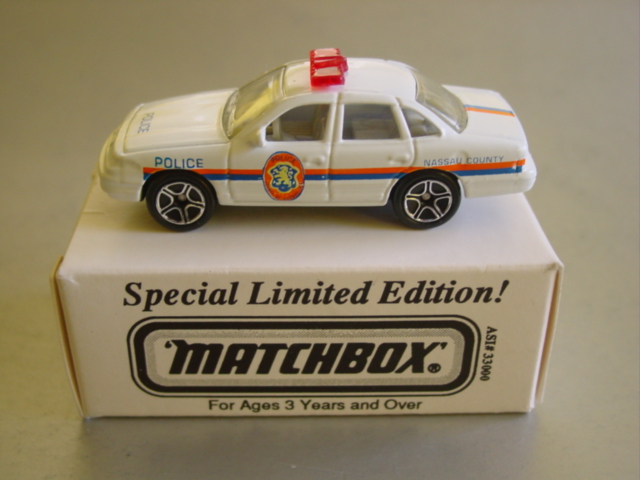 POLICE
POLICE
NASSAU COUNTY
Special Limited Edition!
'MATCHBOX'®
ASI# 33000
For Ages 3 Years and Over